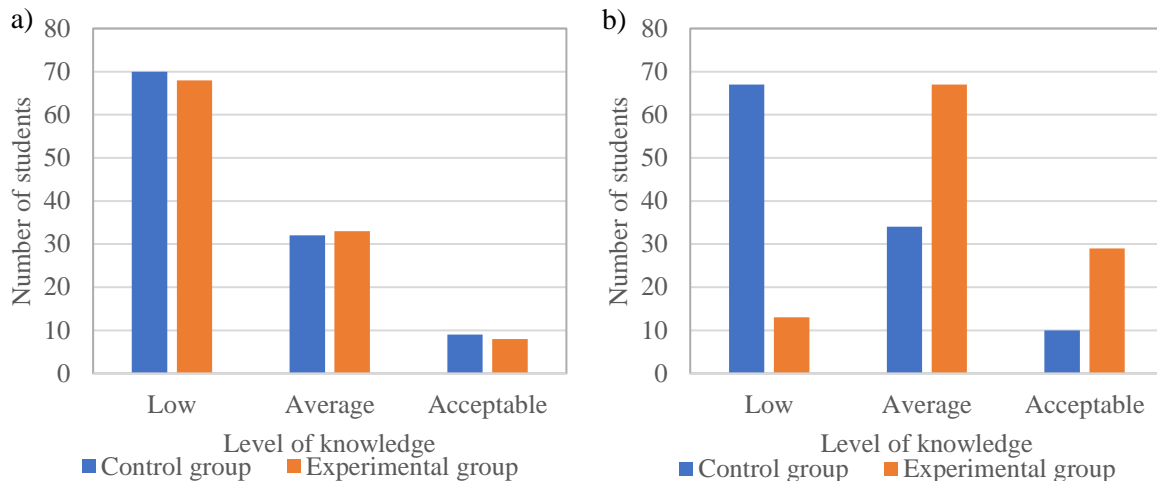 a)
80
70
60
50
40
30
20
10
0
Number of students
Low Average Acceptable
Level of knowledge
Control group Experimental group
b)
80
70
60
50
40
30
20
10
0
Number of students
Low Average Acceptable
Level of knowledge
Control group Experimental group